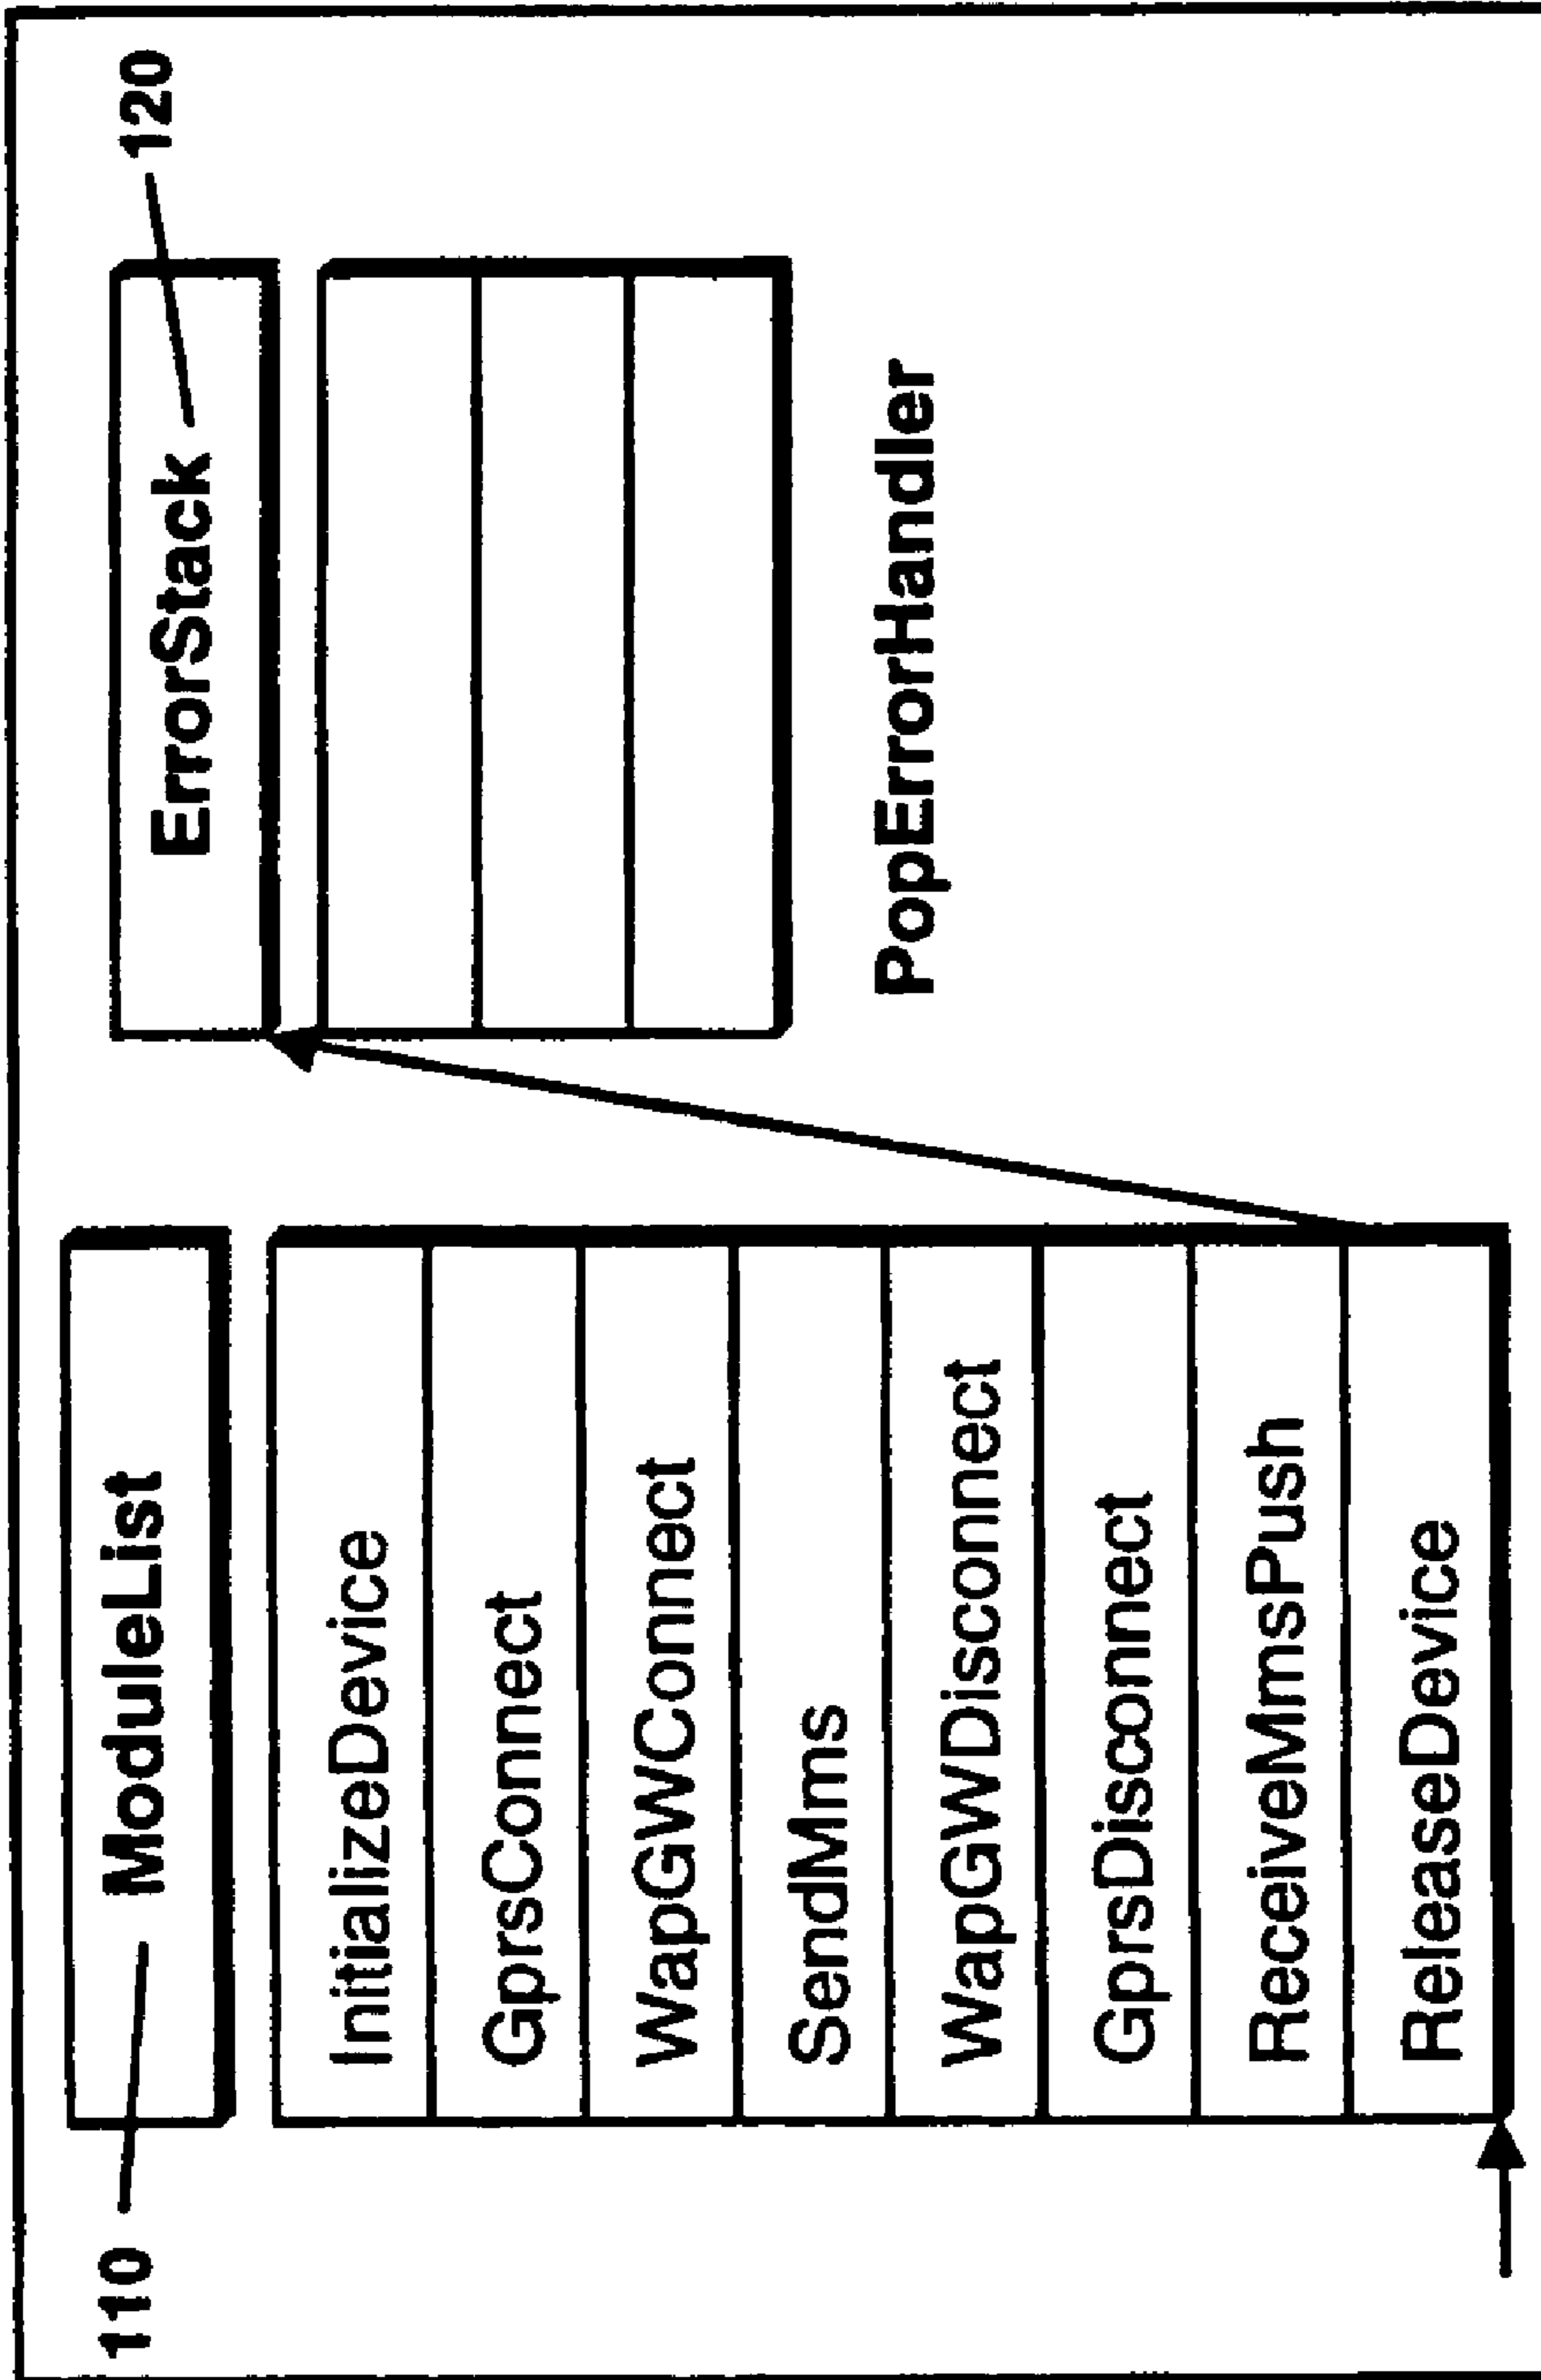 110
ModuleList
InitializeDevice
GprsConnect
WapGWConnect
SendMms
WapGWDisconnect
GprsDisconnect
ReceiveMmsPush
ReleaseDevice
120
ErrorStack
PopErrorHandler